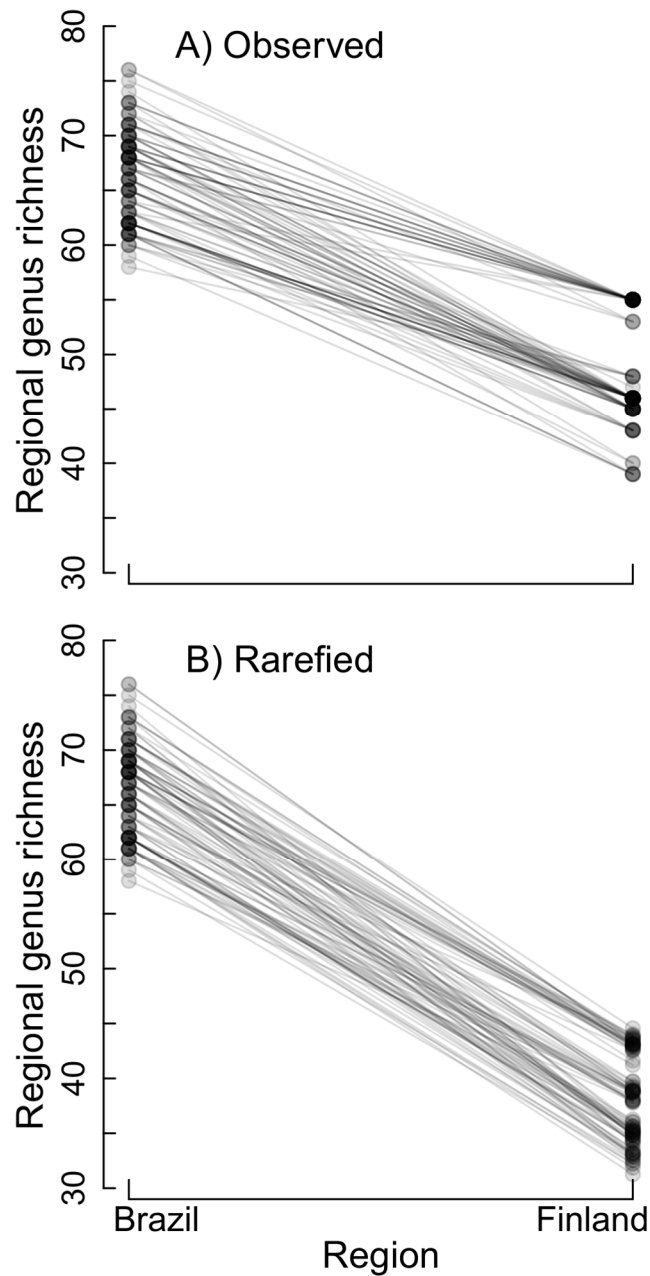 A) Observed
Regional genus richness
80
70
60
50
40
30
B) Rarefied
Regional genus richness
80
70
60
50
40
30
Brazil Finland
Region